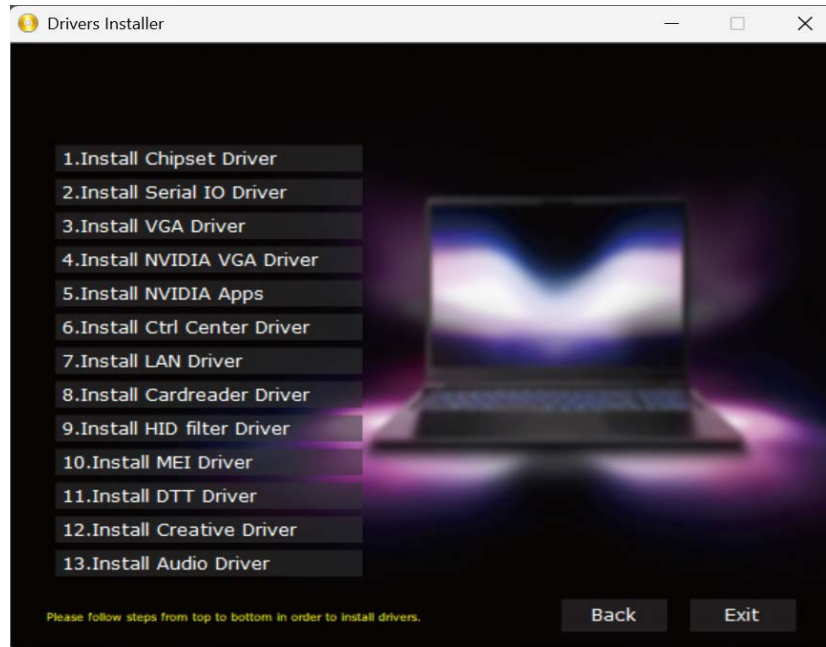 Drivers Installer
1.Install Chipset Driver
2.Install Serial IO Driver
3.Install VGA Driver
4.Install NVIDIA VGA Driver
5.Install NVIDIA Apps
6.Install Ctrl Center Driver
7.Install LAN Driver
8.Install Cardreader Driver
9.Install HID filter Driver
10.Install MEI Driver
11.Install DTT Driver
12.Install Creative Driver
13.Install Audio Driver
Please follow steps from top to bottom in order to install drivers.
Back
Exit